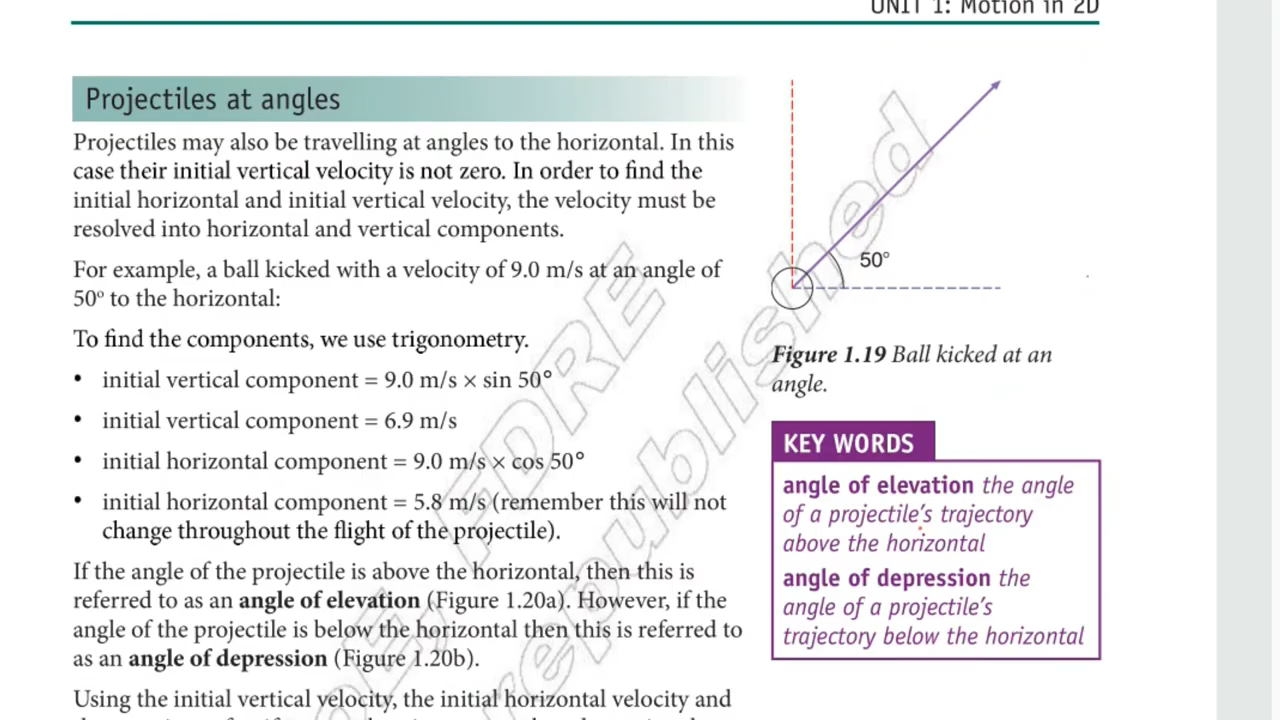 UNIT 1: Motion in 2D
Projectiles at angles
Projectiles may also be travelling at angles to the horizontal. In this
case their initial vertical velocity is not zero. In order to find the
initial horizontal and initial vertical velocity, the velocity must be
resolved into horizontal and vertical components.
For example, a ball kicked with a velocity of 9.0 m/s at an angle of
50º to the horizontal:
To find the components, we use trigonometry.
• initial vertical component = 9.0 m/s × sin 50°
• initial vertical component = 6.9 m/s
• initial horizontal component = 9.0 m/s × cos 50°
• initial horizontal component = 5.8 m/s (remember this will not
change throughout the flight of the projectile).
If the angle of the projectile is above the horizontal, then this is
referred to as an angle of elevation (Figure 1.20a). However, if the
angle of the projectile is below the horizontal then this is referred to
as an angle of depression (Figure 1.20b).
Using the initial vertical velocity, the initial horizontal velocity and
50°
Figure 1.19 Ball kicked at an
angle.
KEY WORDS
angle of elevation the angle
of a projectile's trajectory
above the horizontal
angle of depression the
angle of a projectile's
trajectory below the horizontal
FDRE
republished